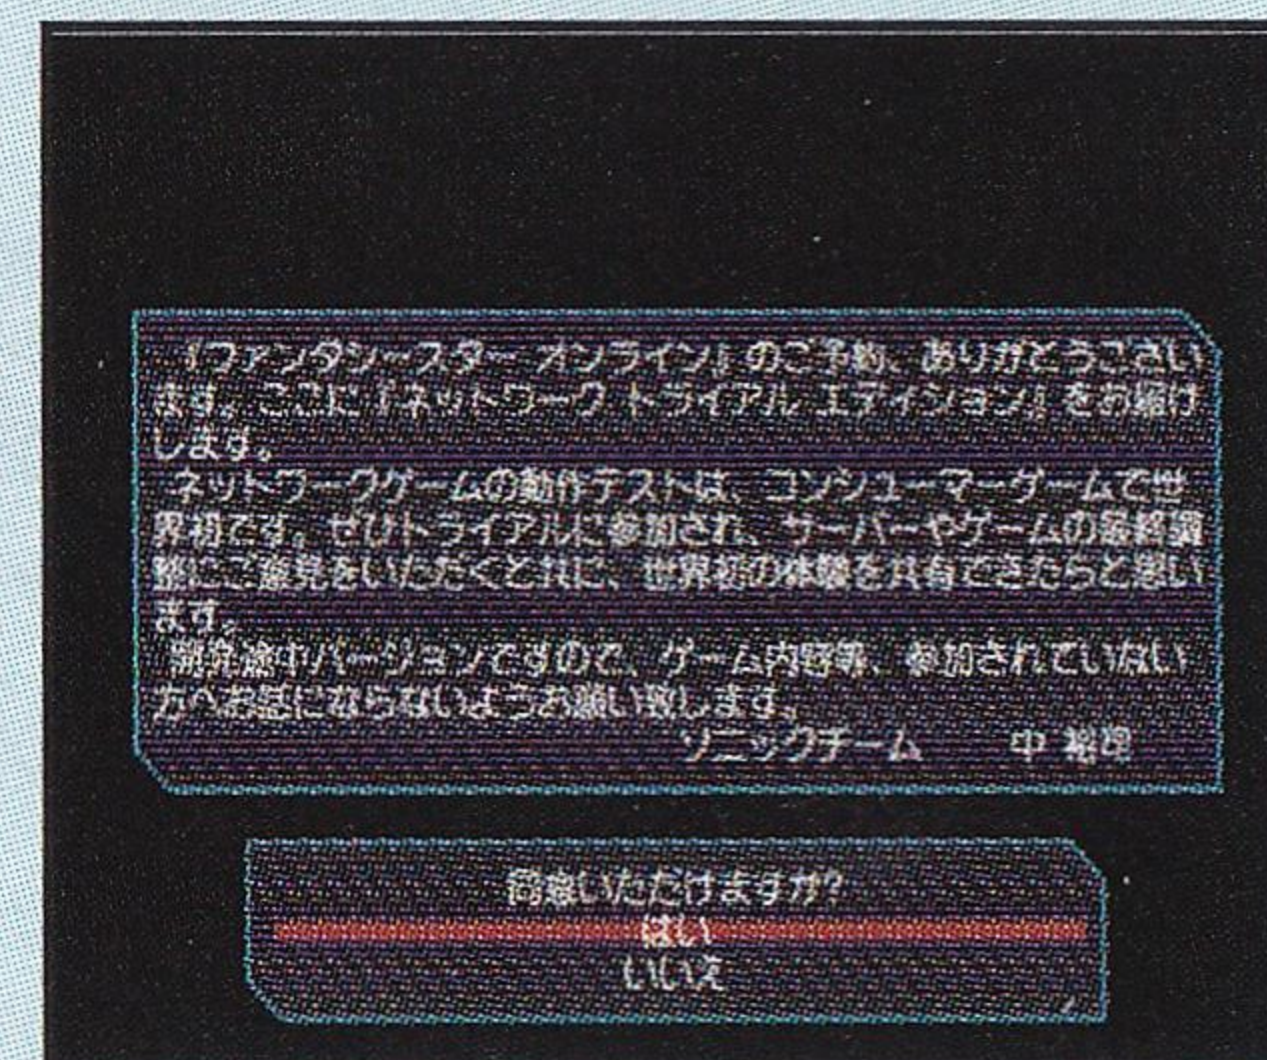 『ファンタシースター オンライン』のご予約、ありがとうござい
ます。ここに『ネットワーク トライアル エディション』をお届け
します。
ネットワークゲームの動作テストは、コンシューマーゲームで世
界初です。ぜひトライアルに参加され、サーバーやゲームの最終調
整にご意見をいただくと共に、世界初の体験を共有できたらと思い
ます。
開発途中バージョンですので、ゲーム内容等、参加されていない
方へお話にならないようお願い致します。
ソニックチーム 中 裕司
同意いただけますか?
はい
いいえ